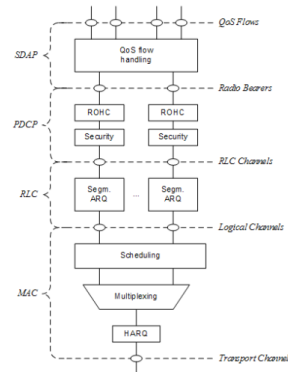 QoS Flows
SDAP
QoS flow
handling
Radio Bearers
ROHC ROHC
PDCP
Security Security
RLC Channels
Segm.
ARQ
...
Segm.
ARQ
RLC
Logical Channels
Scheduling
MAC
Multiplexing
HARQ
Transport Channel